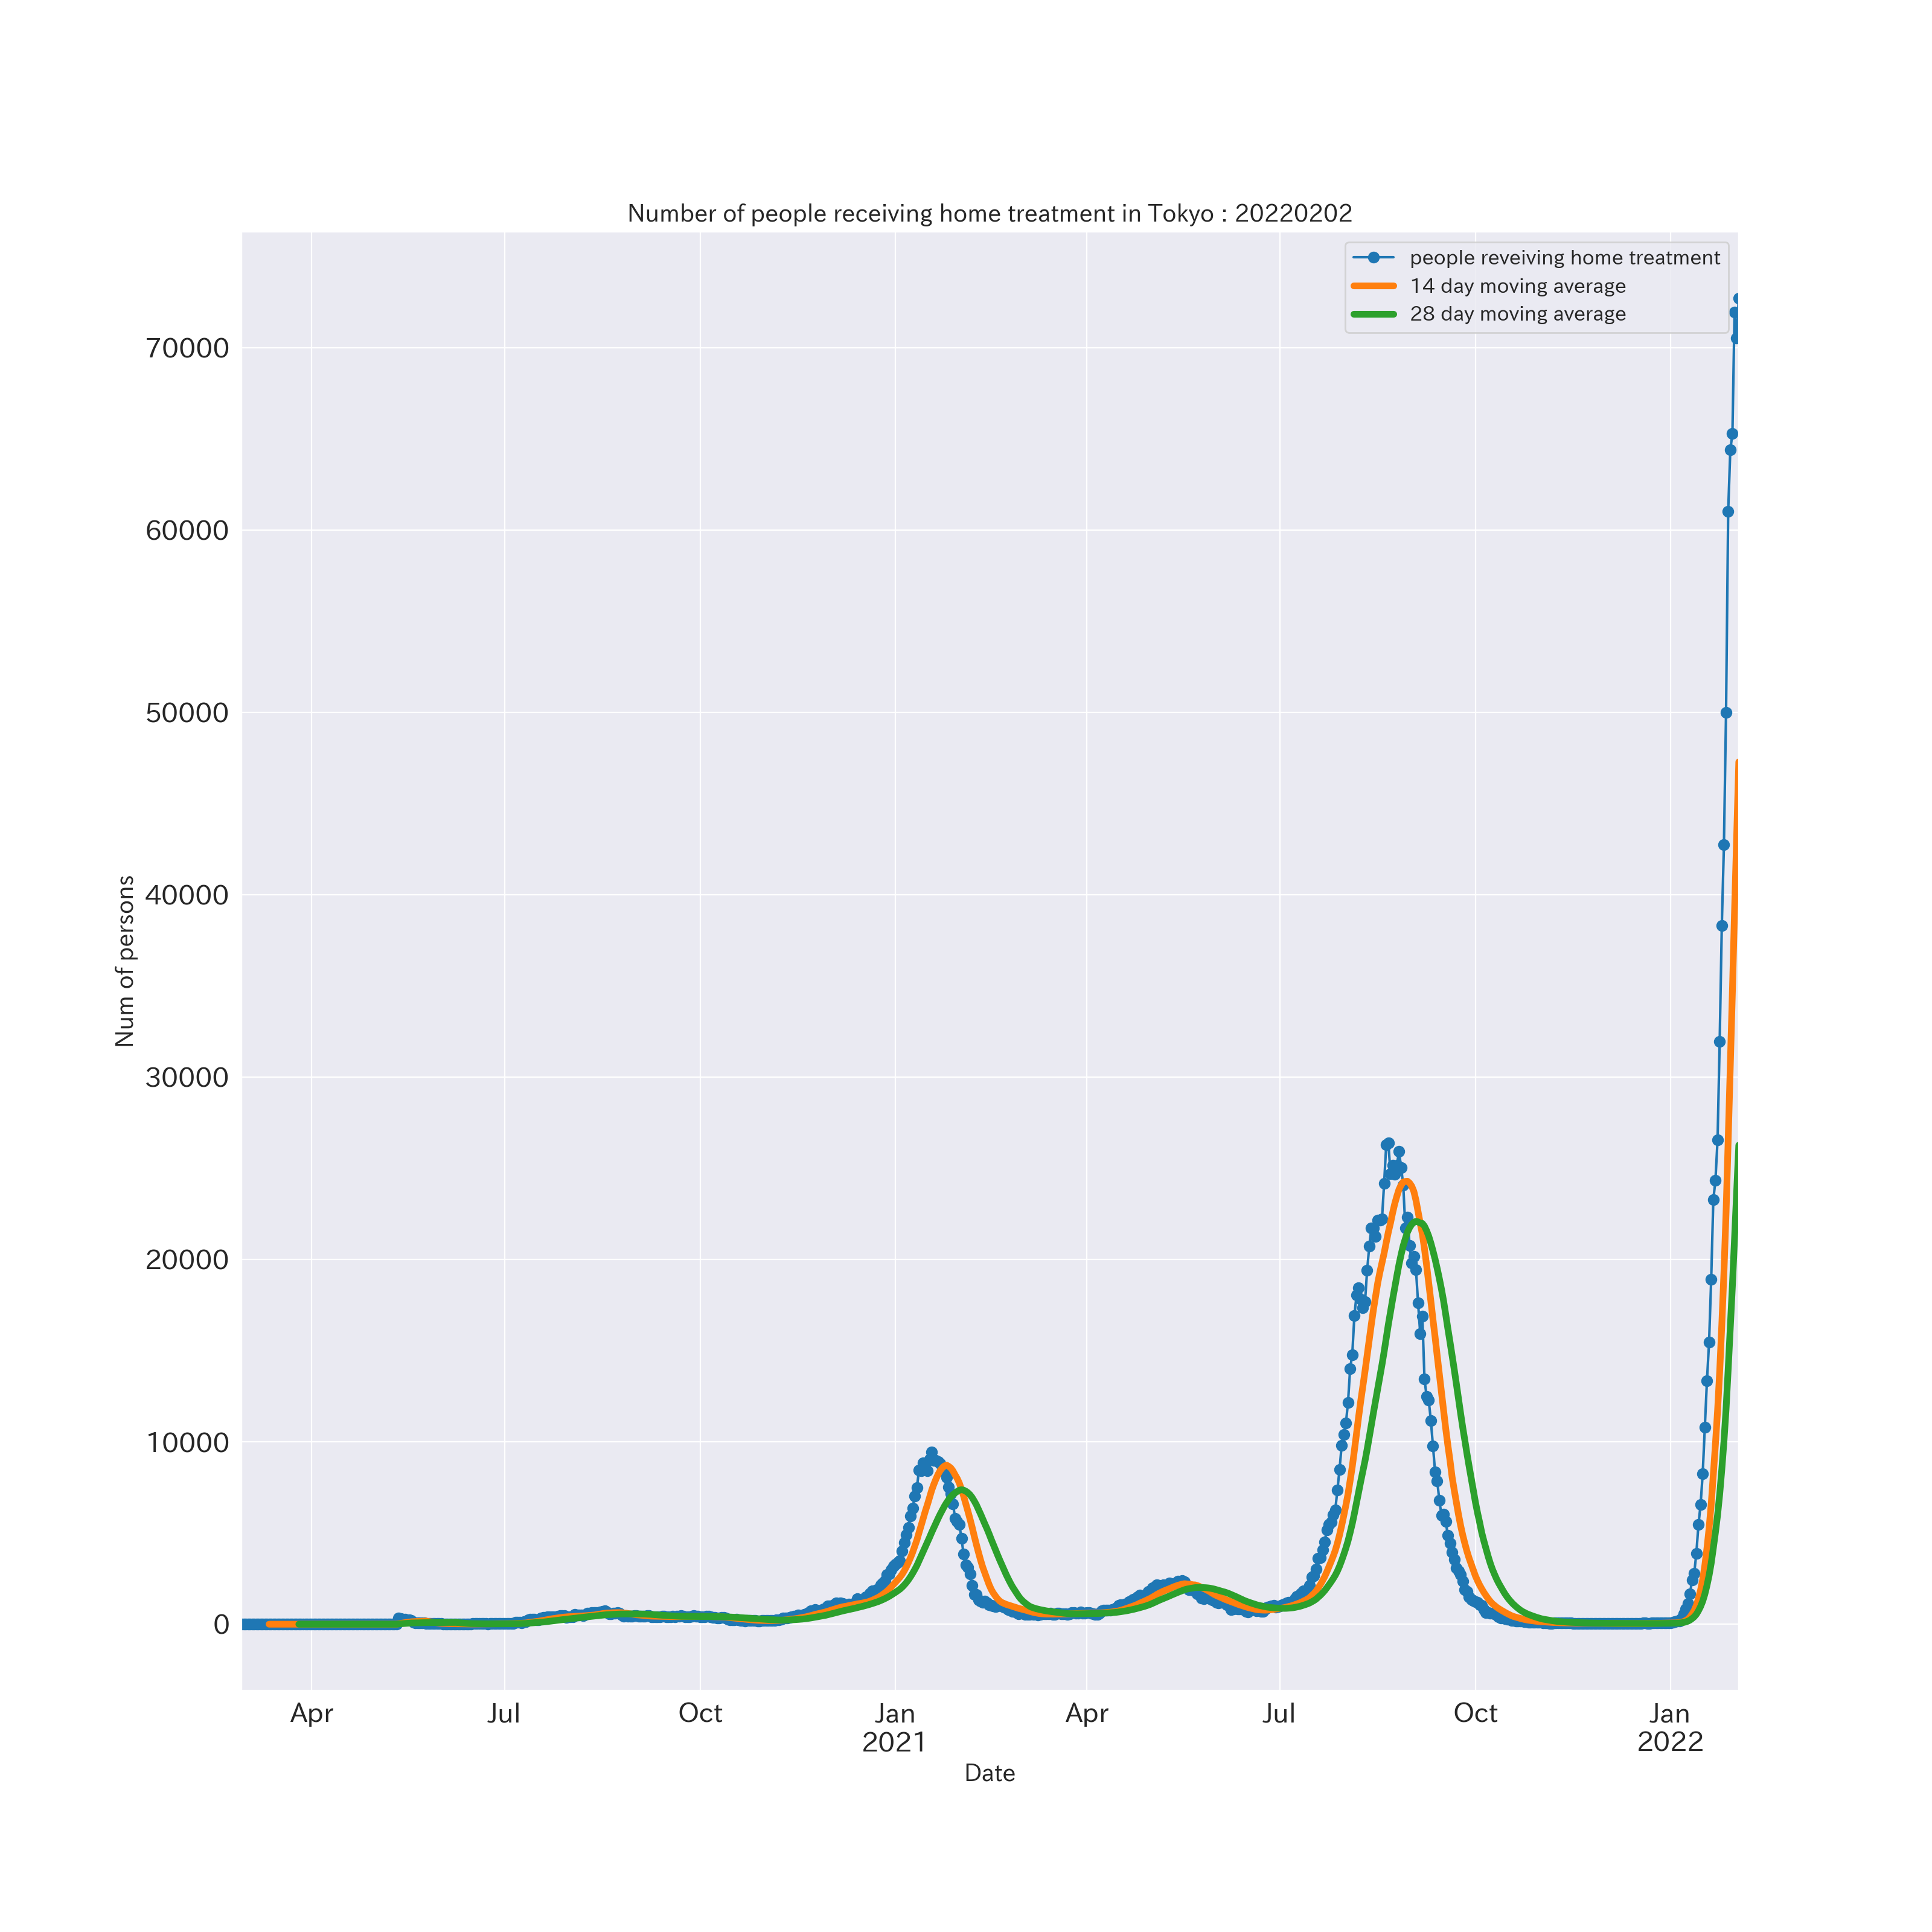 Number of people receiving home treatment in Tokyo : 20220202
people reveiving home treatment
14 day moving average
28 day moving average
70000
60000
50000
40000
30000
20000
10000
0
Num of persons
Apr Jul Oct Jan Apr Jul Oct Jan
2021 2022
Date